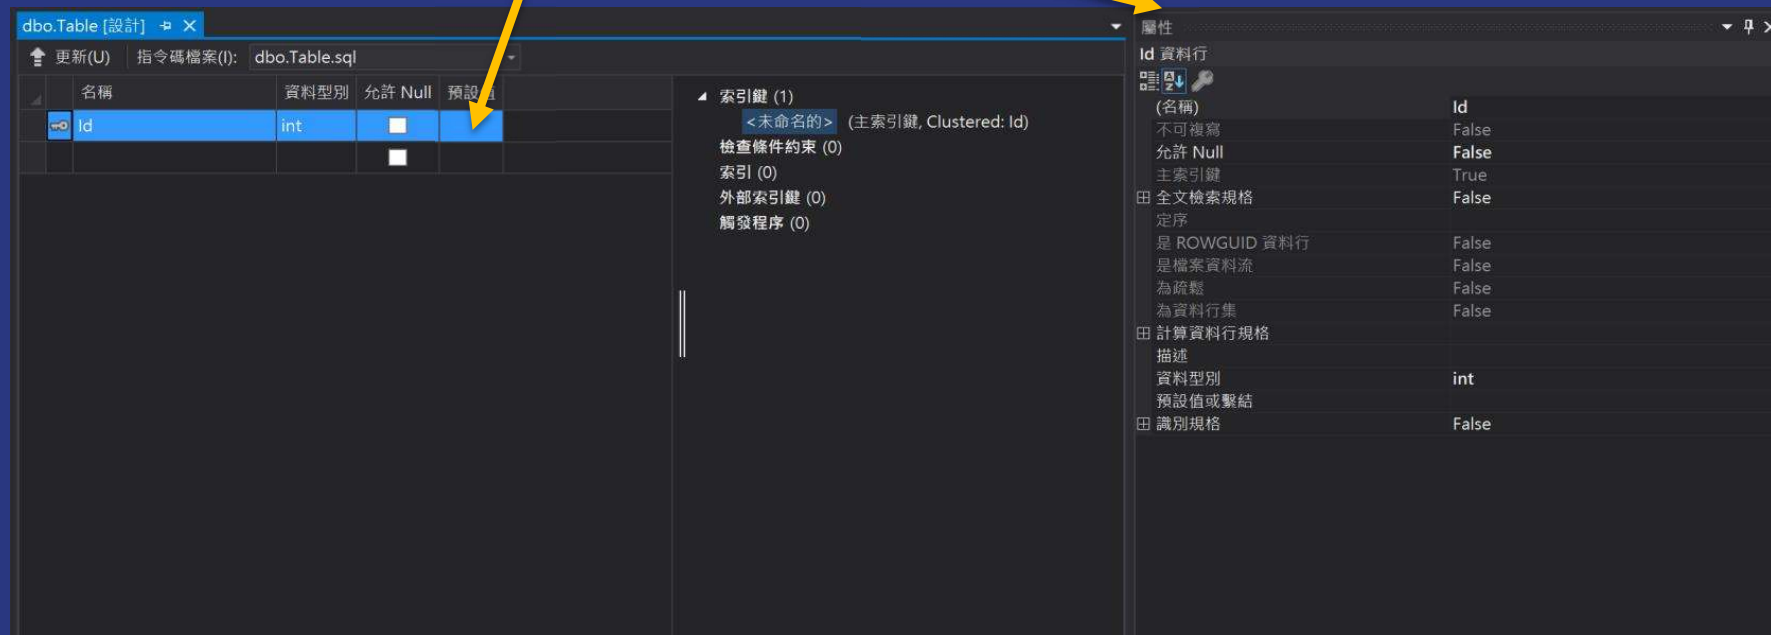 dbo.Table [設計]
更新(U) 指令碼檔案(I): dbo.Table.sql
名稱 資料型別 允許 Null 預設值
Id int
索引鍵 (1)
<未命名的> (主索引鍵, Clustered: Id)
檢查條件約束 (0)
索引 (0)
外部索引鍵 (0)
觸發程序 (0)
屬性
Id 資料行
(名稱) Id
不可複寫 False
允許 Null False
主索引鍵 True
全文檢索規格 False
定序
是 ROWGUID 資料行 False
是檔案資料流 False
為疏鬆 False
為資料行集 False
計算資料行規格
描述
資料型別 int
預設值或繫結
識別規格 False